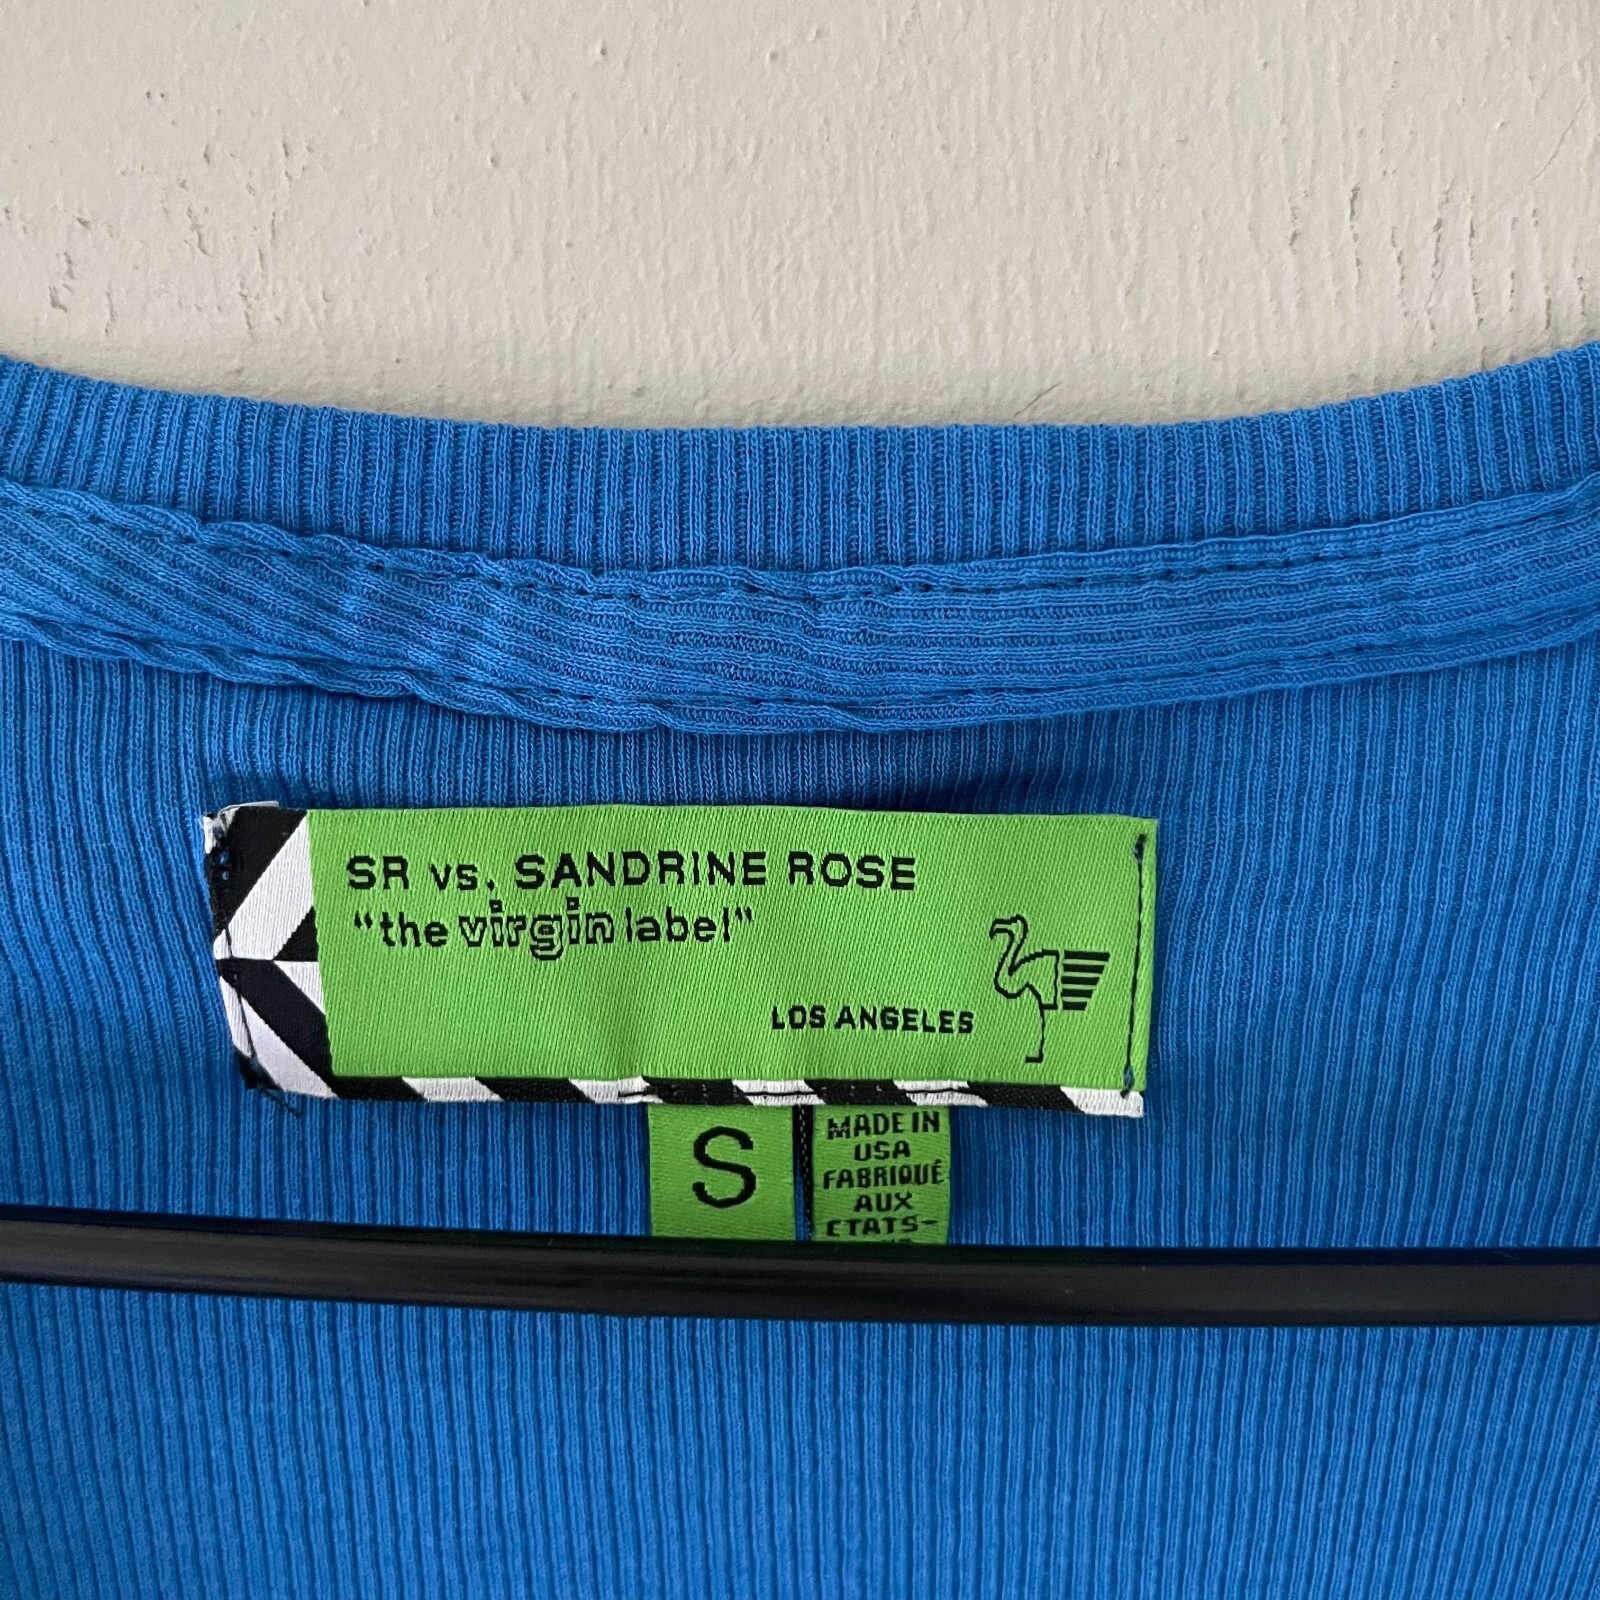 SR vs. SANDRINE ROSE
"the virgin label"
LOS ANGELES
S
MADE IN
USA
FABRIQUÉ
AUX
ETATS-